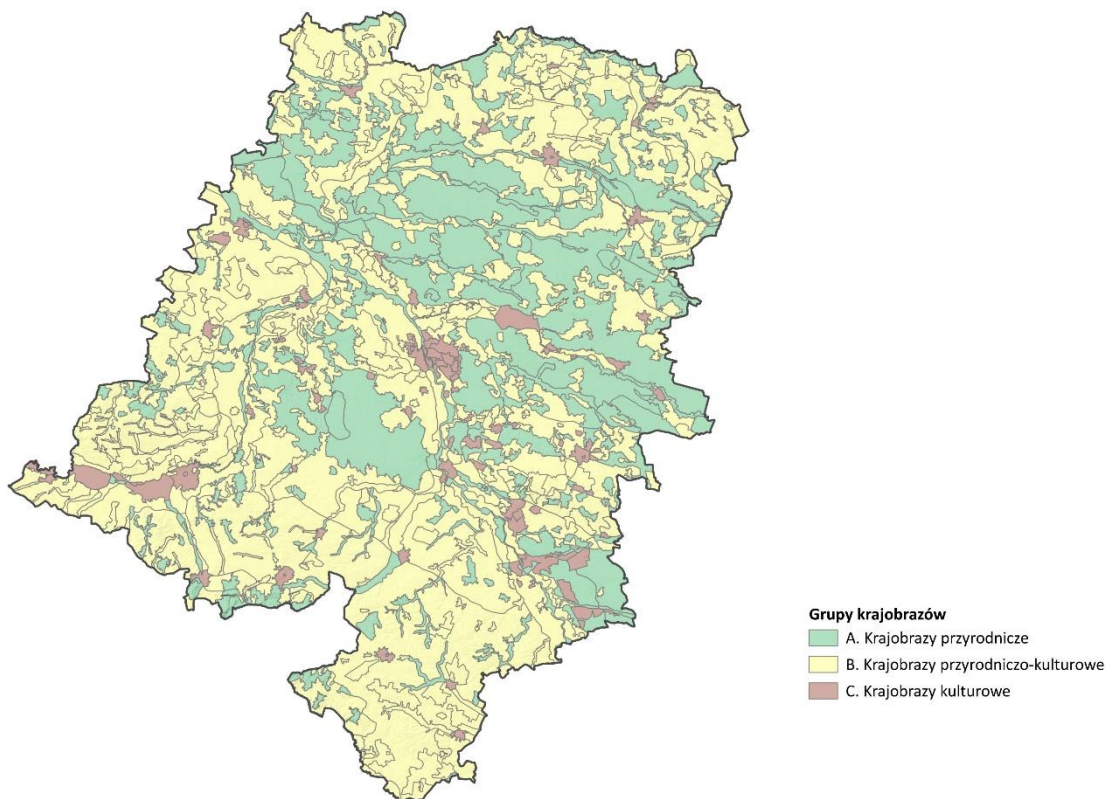 Grupy krajobrazów
A. Krajobrazy przyrodnicze
B. Krajobrazy przyrodniczo-kulturowe
C. Krajobrazy kulturowe